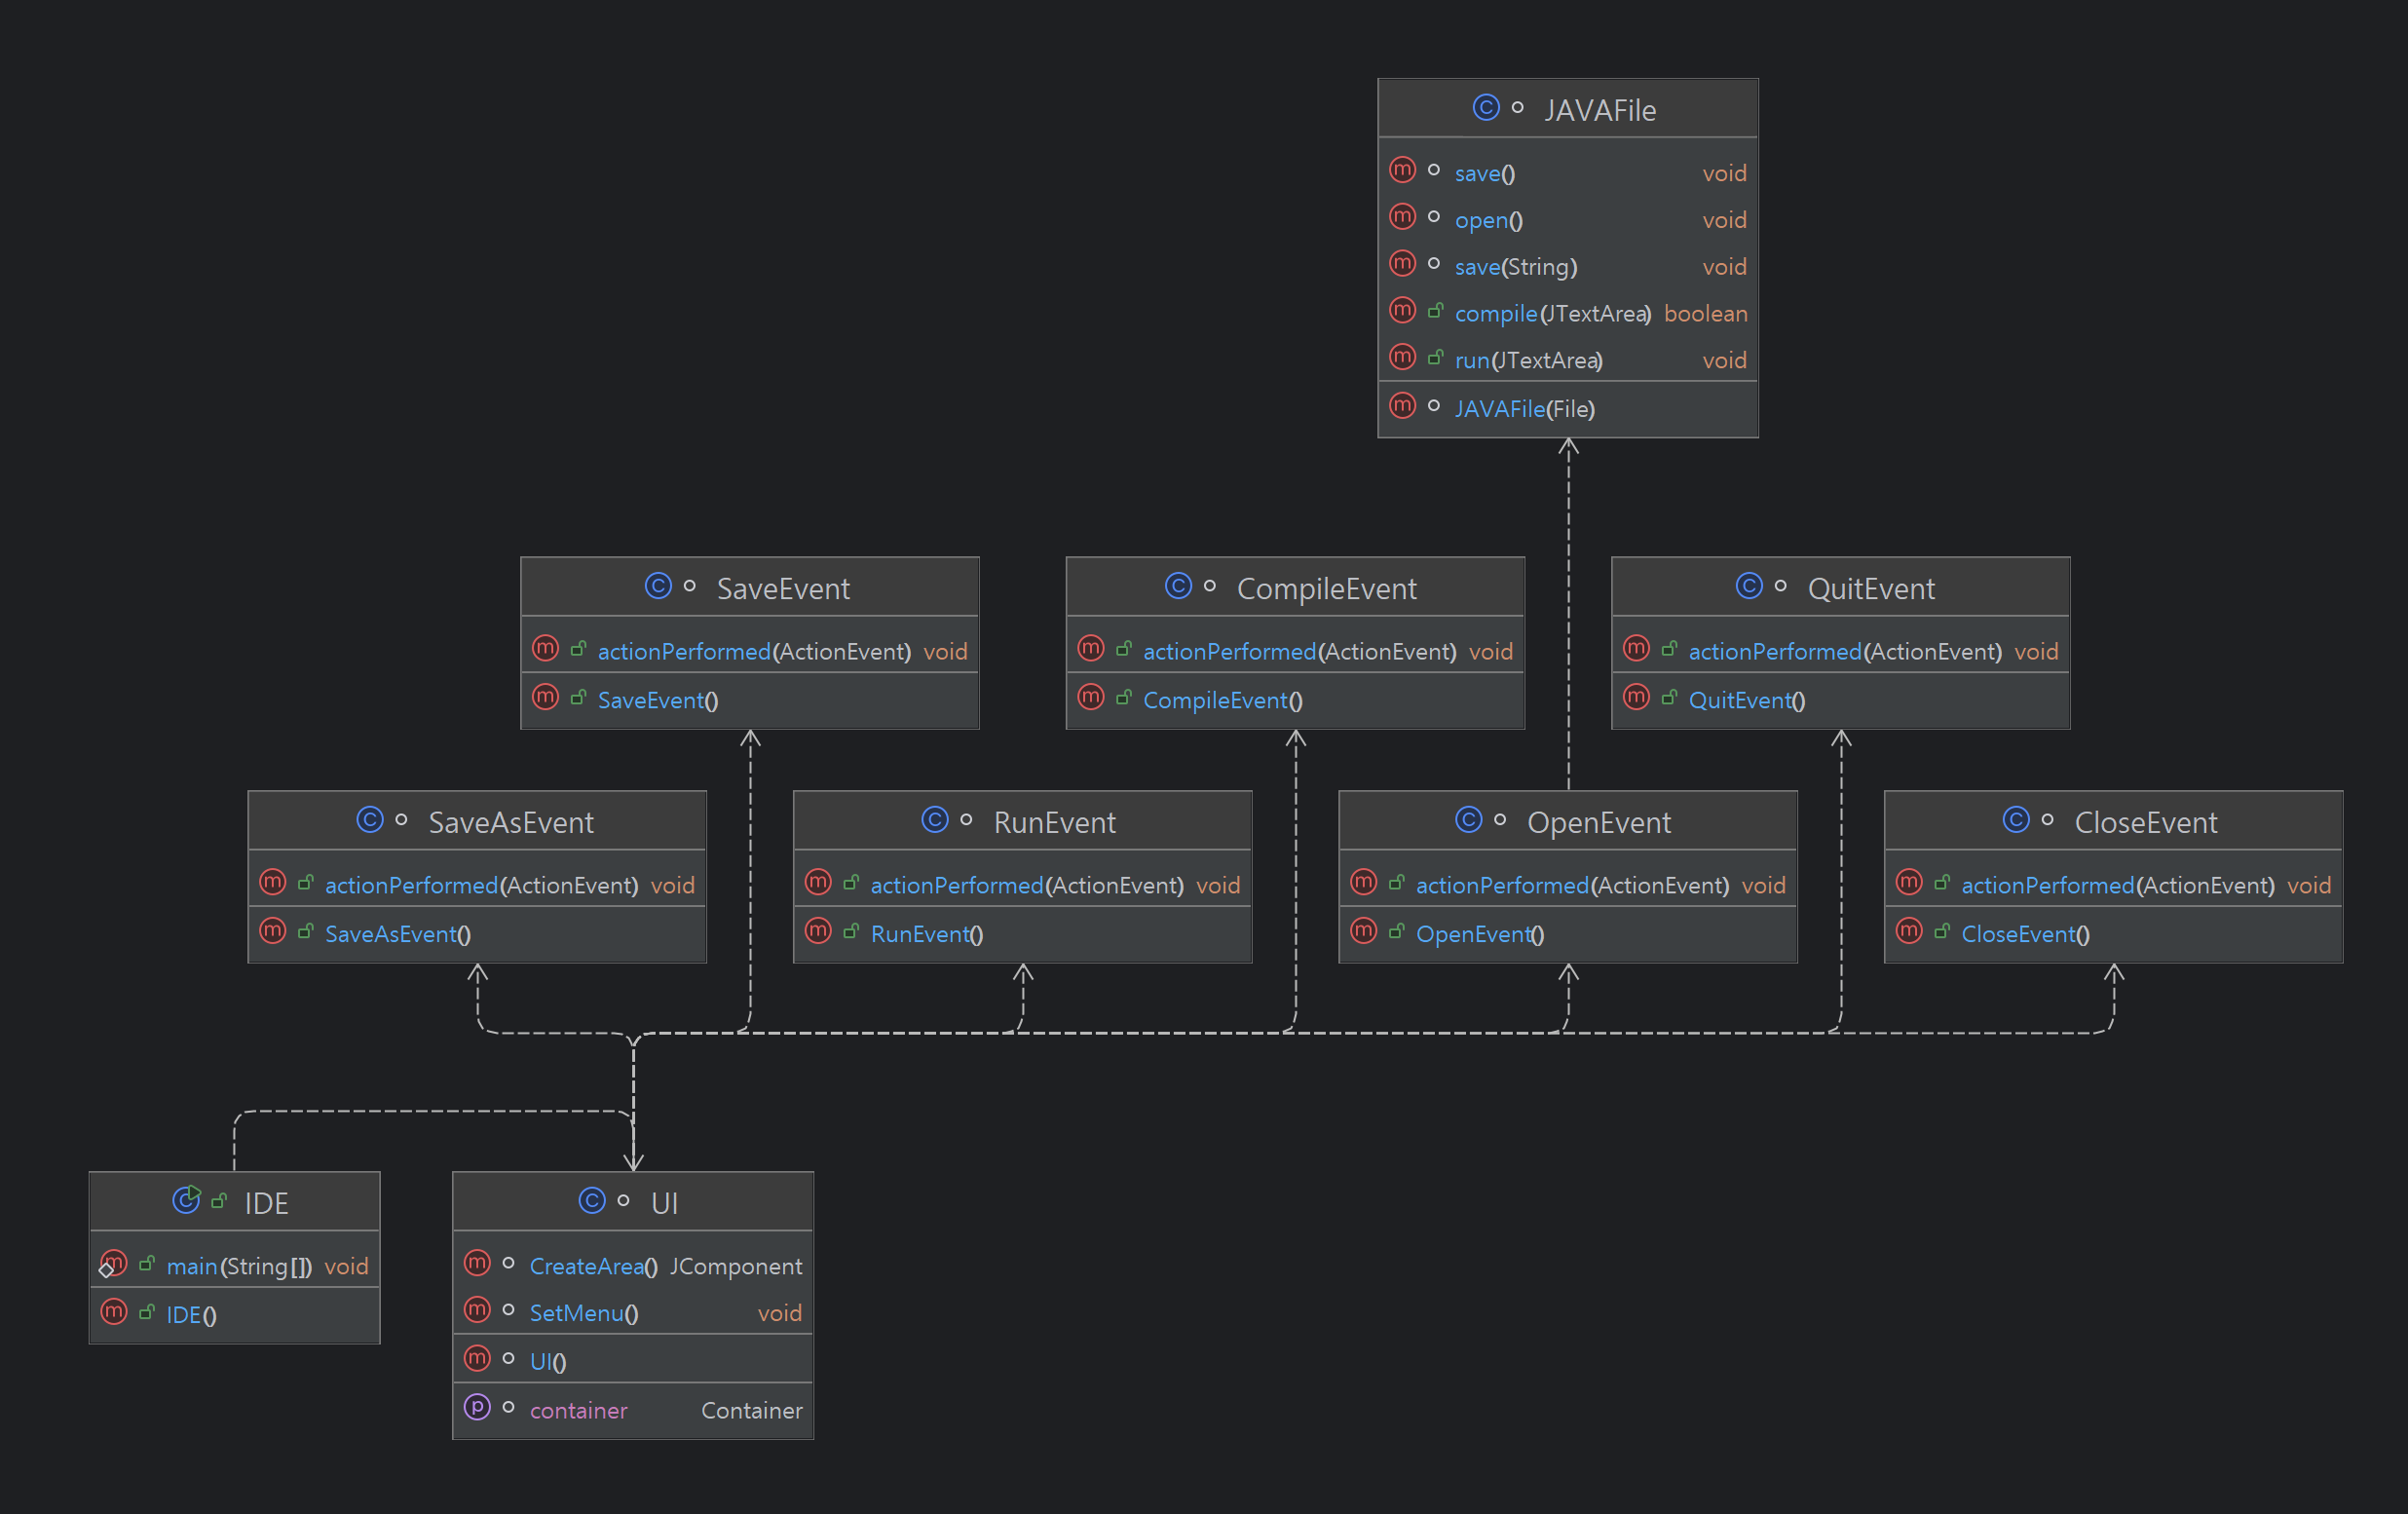 JAVAFile
save() void
open() void
save(String) void
compile(JTextArea) boolean
run(JTextArea) void
JAVAFile(File)
SaveEvent
actionPerformed(ActionEvent) void
SaveEvent()
CompileEvent
actionPerformed(ActionEvent) void
CompileEvent()
QuitEvent
actionPerformed(ActionEvent) void
QuitEvent()
SaveAsEvent
actionPerformed(ActionEvent) void
SaveAsEvent()
RunEvent
actionPerformed(ActionEvent) void
RunEvent()
OpenEvent
actionPerformed(ActionEvent) void
OpenEvent()
CloseEvent
actionPerformed(ActionEvent) void
CloseEvent()
IDE
main(String[]) void
IDE()
UI
CreateArea() JComponent
SetMenu() void
UI()
container Container